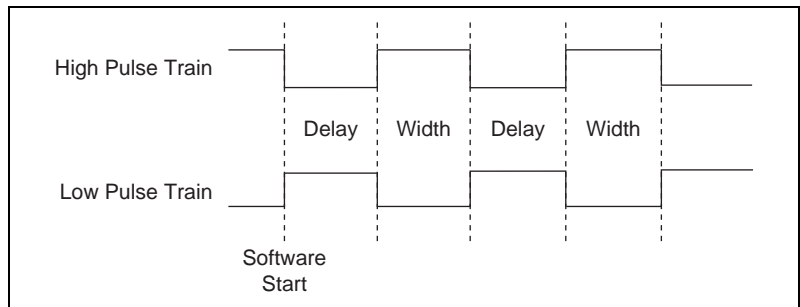 High Pulse Train
Delay
Width
Delay
Width
Low Pulse Train
Software
Start